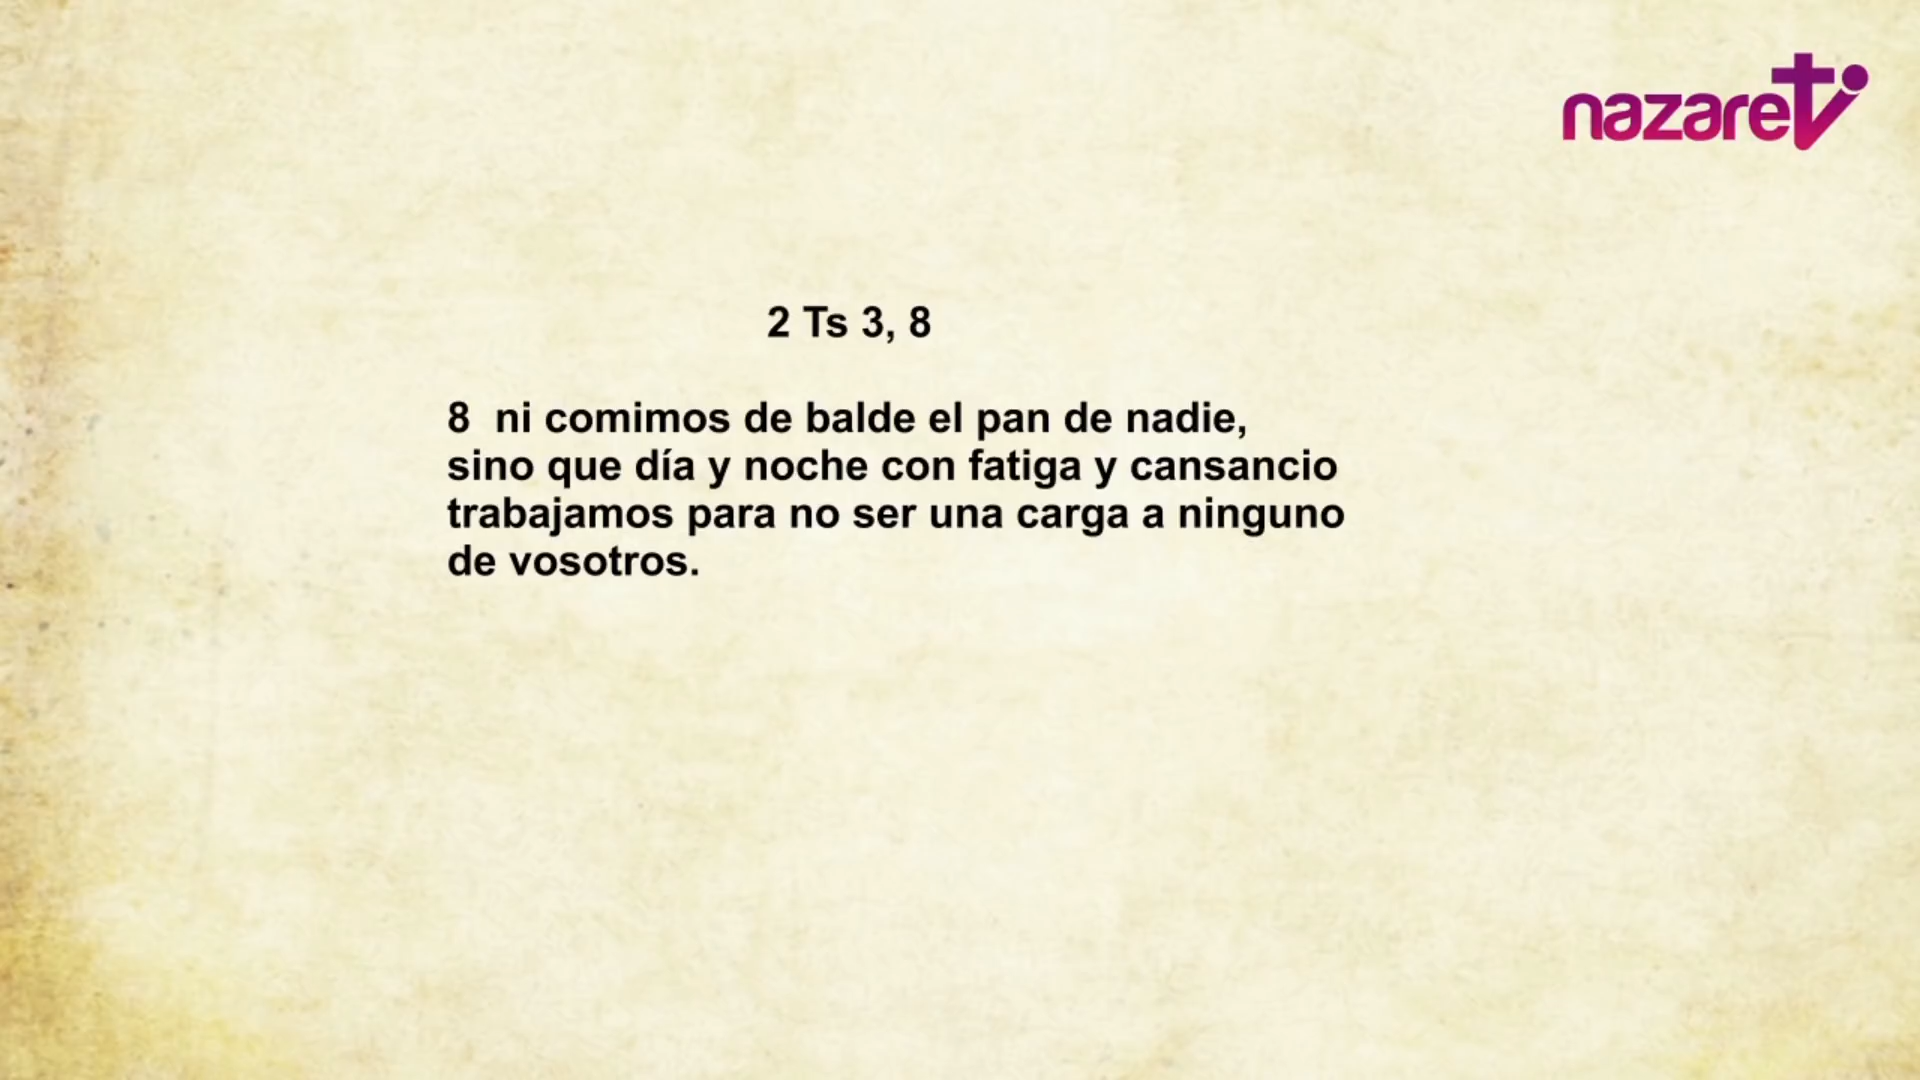 nazaretv
2 Ts 3, 8
8 ni comimos de balde el pan de nadie,
sino que día y noche con fatiga y cansancio
trabajamos para no ser una carga a ninguno
de vosotros.